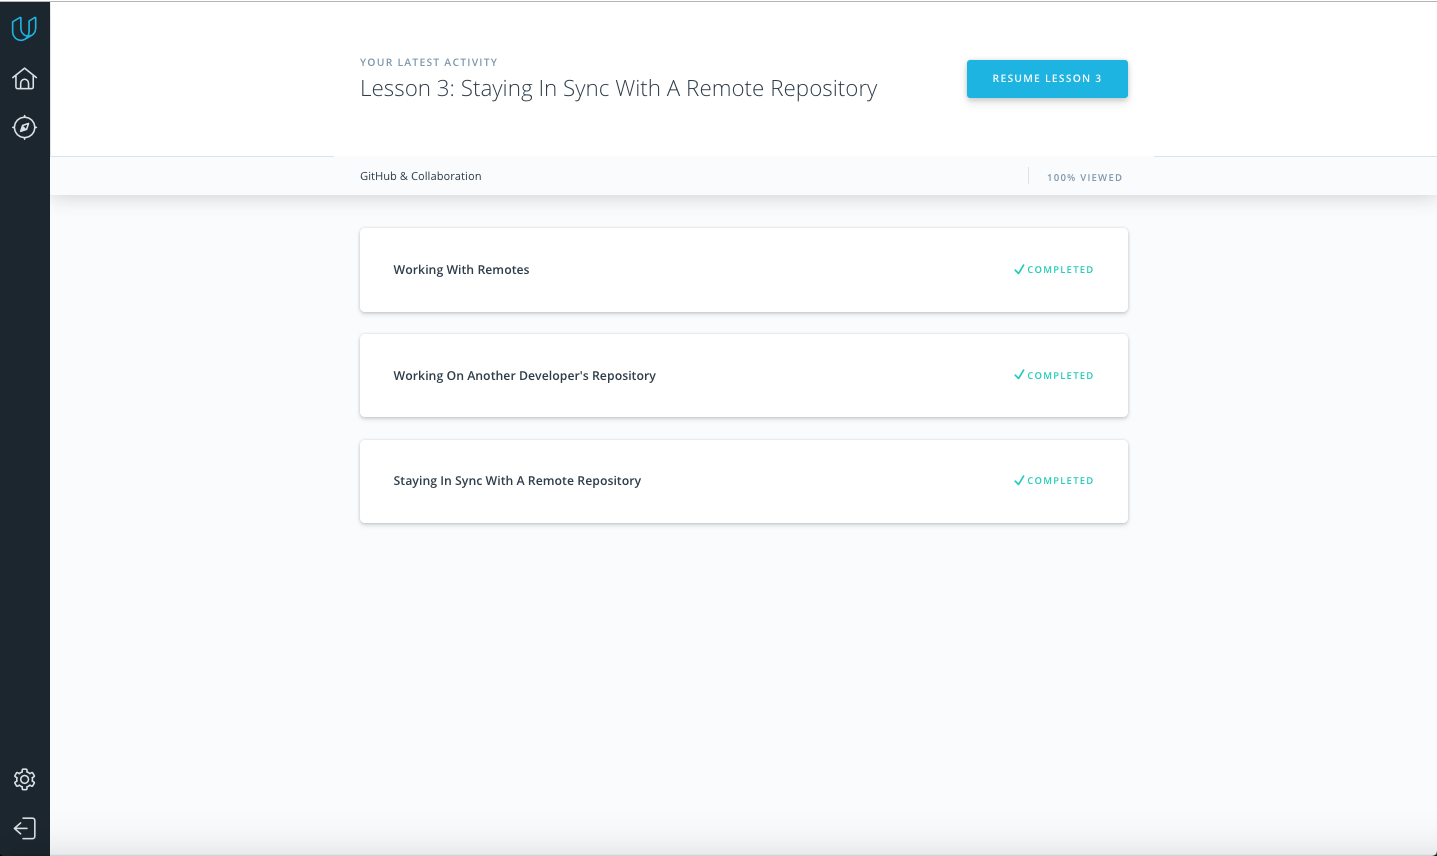 YOUR LATEST ACTIVITY
Lesson 3: Staying In Sync With A Remote Repository
RESUME LESSON 3
GitHub & Collaboration
100% VIEWED
Working With Remotes
COMPLETED
Working On Another Developer's Repository
COMPLETED
Staying In Sync With A Remote Repository
COMPLETED